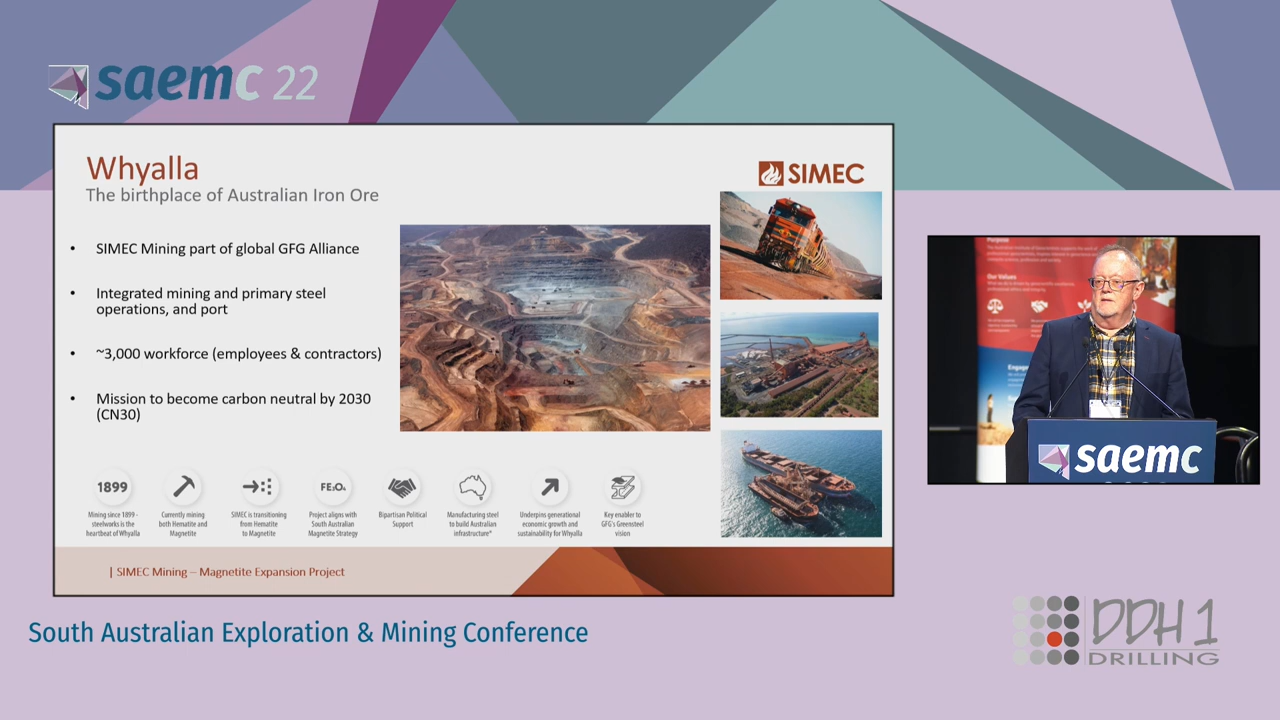 saemc 22
Whyalla
The birthplace of Australian Iron Ore
SIMEC
• SIMEC Mining part of global GFG Alliance
• Integrated mining and primary steel
operations, and port
• ~3,000 workforce (employees & contractors)
• Mission to become carbon neutral by 2030
(CN30)
1899
Mining since 1899 -
steelworks is the
heartbeat of Whyalla
Currently mining
both Hematite and
Magnetite
SIMEC is transitioning
from Hematite
to Magnetite
FE₃O₄
Project aligns with
South Australian
Magnetite Strategy
Bipartisan Political
Support
Manufacturing steel
to build Australian
infrastructure*
Underpins generational
economic growth and
sustainability for Whyalla
Key enabler to
GFG's Greensteel
vision
| SIMEC Mining – Magnetite Expansion Project
Purpose
Our Values
Engage
saemc
South Australian Exploration & Mining Conference
DDH 1
DRILLING